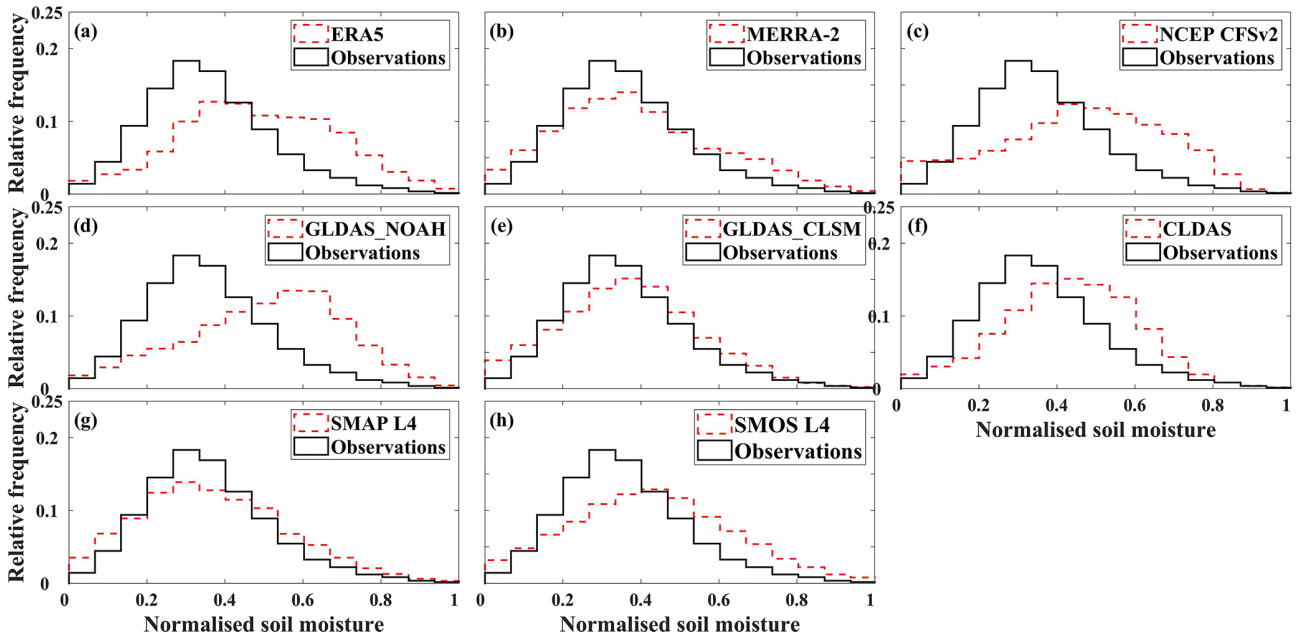 0.25
(a)
ERA5
Observations
(b)
MERRA-2
Observations
(c)
NCEP CFSv2
Observations
Relative frequency
0.2
0.1
0
0.25
(d)
GLDAS_NOAH
Observations
(e)
GLDAS_CLSM
Observations
0.25
(f)
CLDAS
Observations
Relative frequency
0.2
0.1
0
0.2
0.1
0
0 0.2 0.4 0.6 0.8 1
Normalised soil moisture
0.25
(g)
SMAP L4
Observations
(h)
SMOS L4
Observations
Relative frequency
0.2
0.1
0
0 0.2 0.4 0.6 0.8 1
Normalised soil moisture
0 0.2 0.4 0.6 0.8 1
Normalised soil moisture